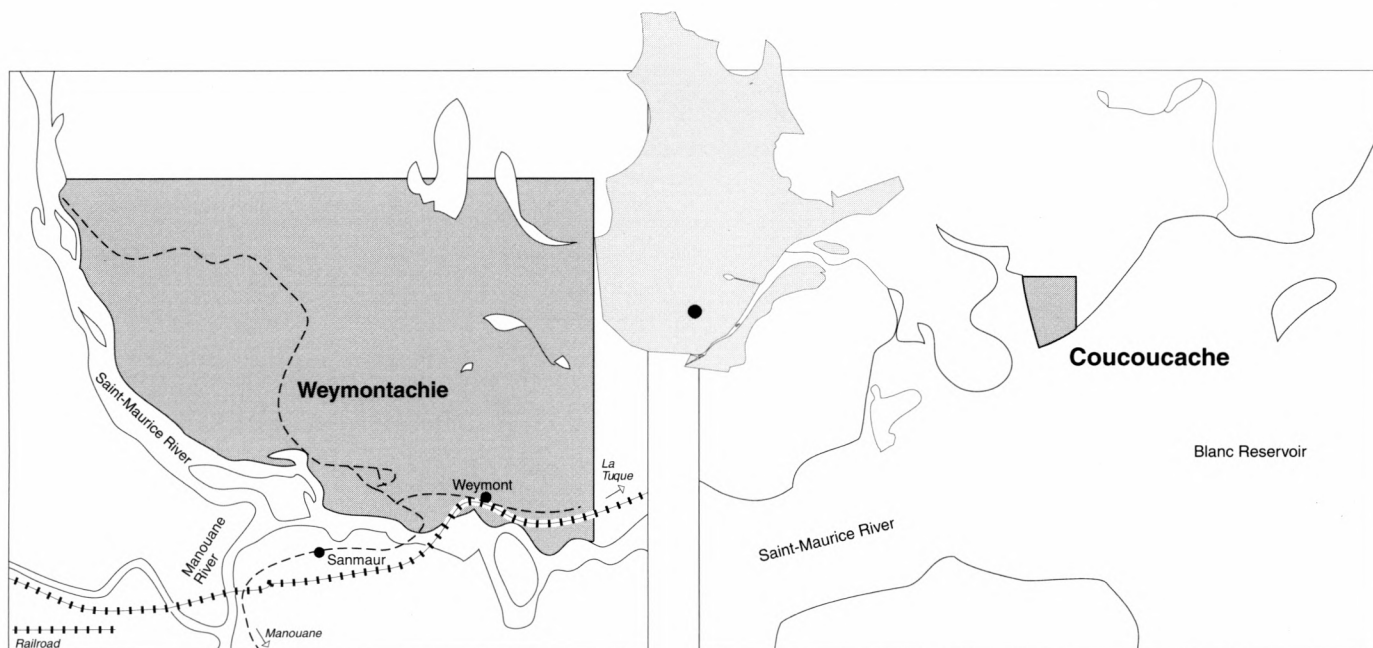 Weymontachie
Saint-Maurice River
Weymont
La
Tuque
Manouane
River
Sanmaur
Manouane
Railroad
Coucoucache
Blanc Reservoir
Saint-Maurice River